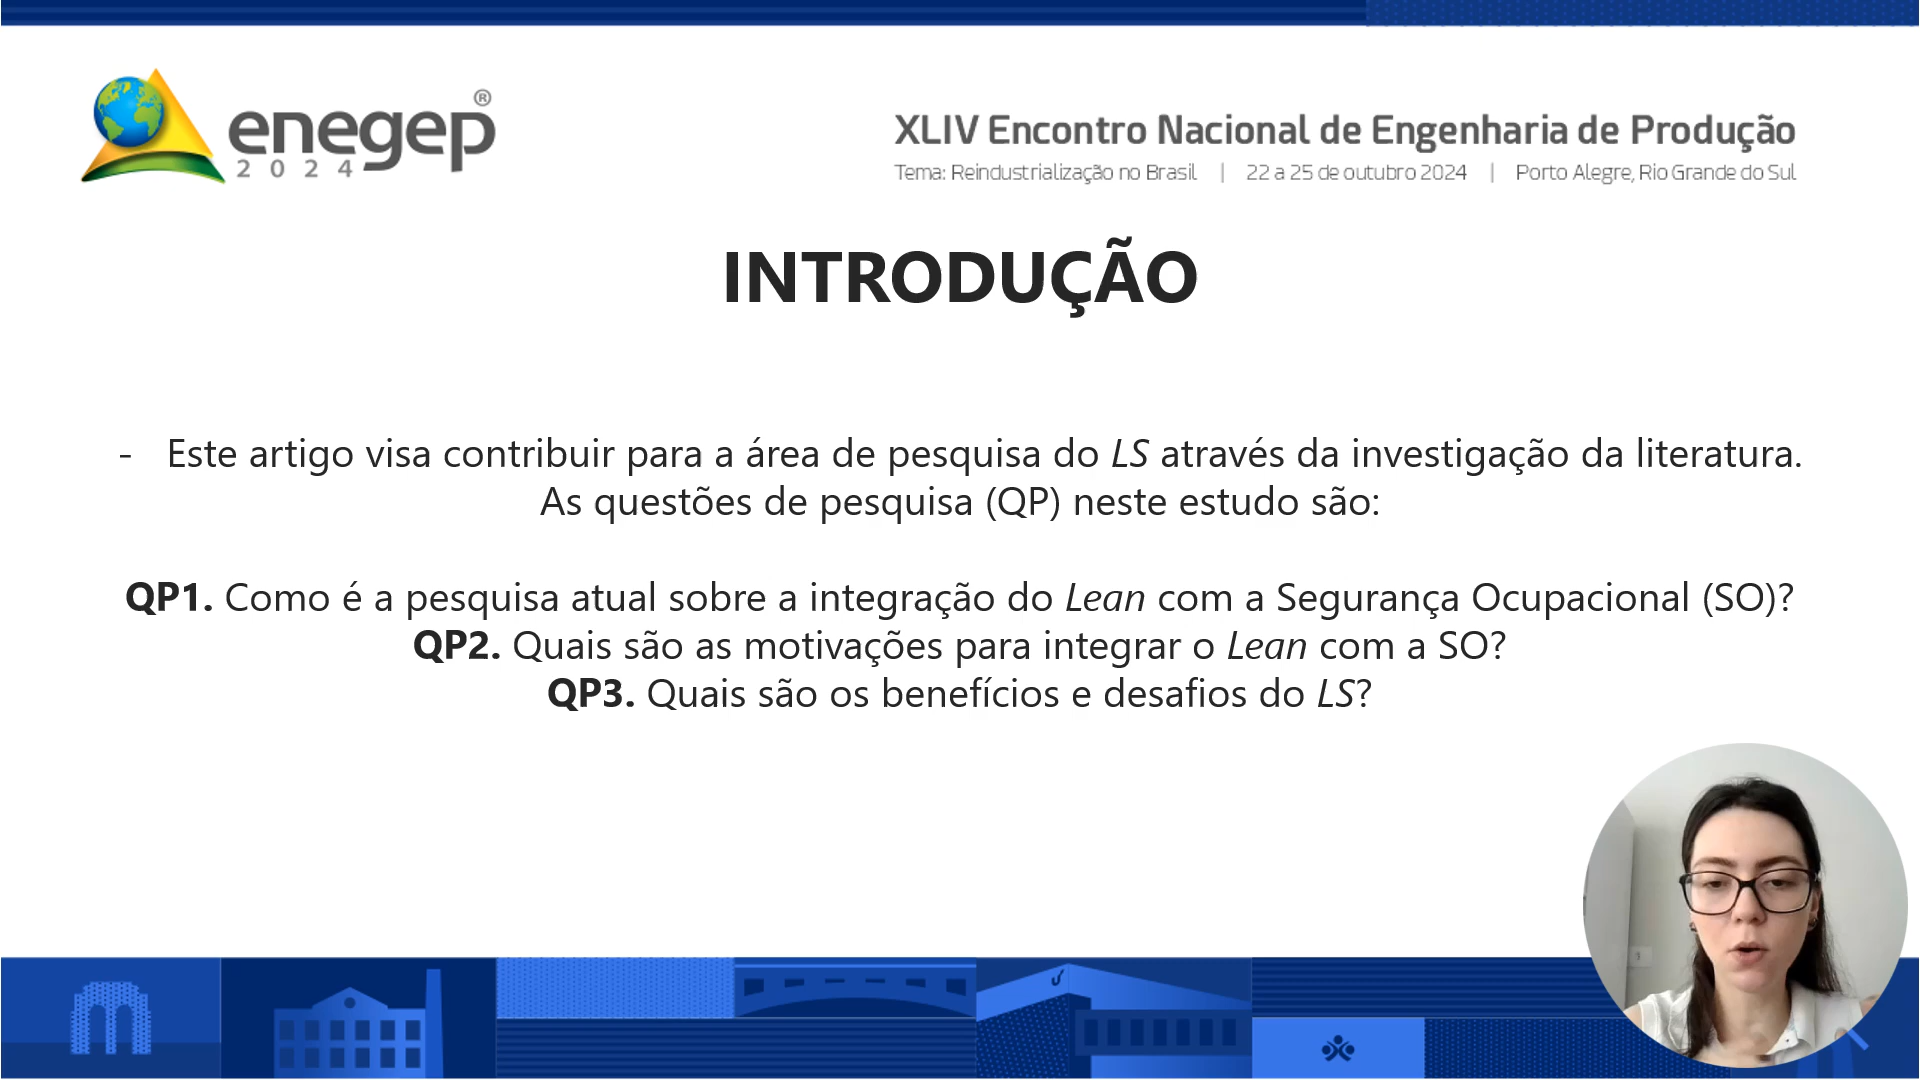 enegep®
2024
XLIV Encontro Nacional de Engenharia de Produção
Tema: Reindustrialização no Brasil | 22 a 25 de outubro 2024 | Porto Alegre, Rio Grande do Sul
INTRODUÇÃO
- Este artigo visa contribuir para a área de pesquisa do LS através da investigação da literatura.
As questões de pesquisa (QP) neste estudo são:
QP1. Como é a pesquisa atual sobre a integração do Lean com a Segurança Ocupacional (SO)?
QP2. Quais são as motivações para integrar o Lean com a SO?
QP3. Quais são os benefícios e desafios do LS?